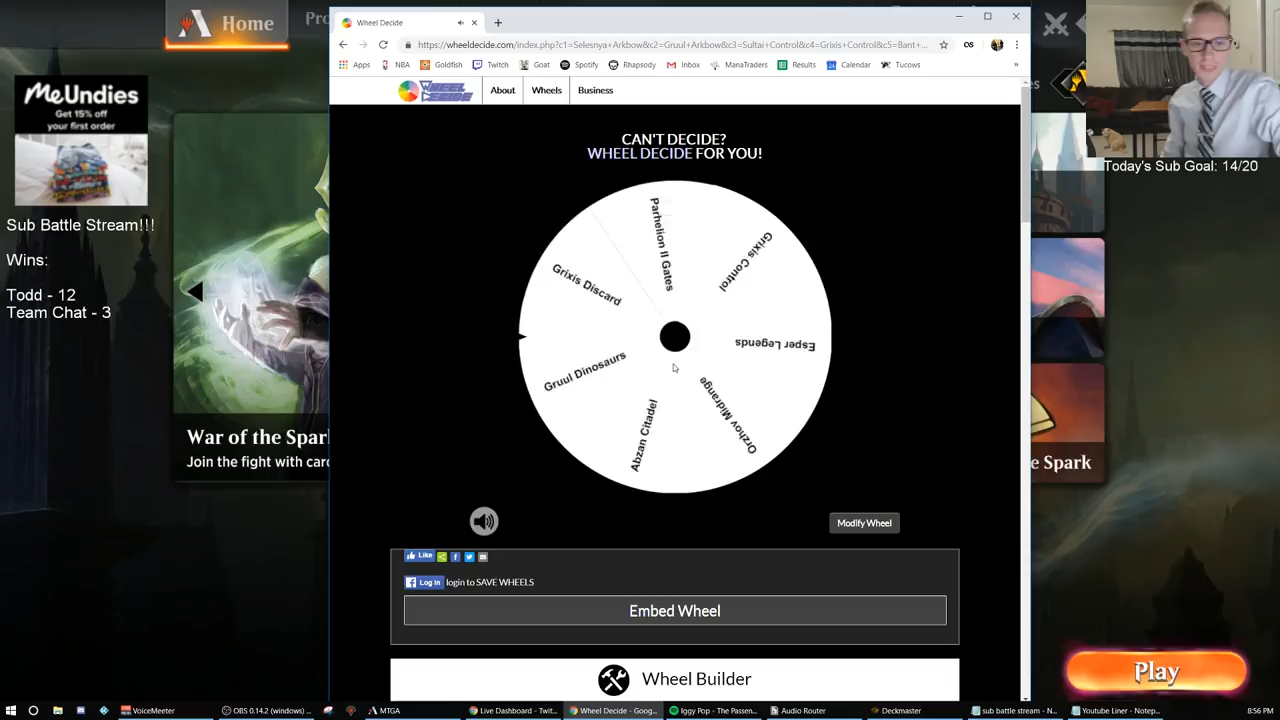 Home
Pro
Wheel Decide
https://wheeldecide.com/index.php?c1=Selesnya+Arkbow&c2=Gruul+Arkbow&c3=Sultai+Control&c4=Grixis+Control&c5=Bant+...
Apps NBA Goldfish Twitch Goat Spotify Rhapsody Inbox ManaTraders Results Calendar Tucows »
WHEEL DECIDE About Wheels Business
MeUndies
Get 15% off
your first order
Sub Battle Stream!!!
Wins:
Todd - 12
Team Chat - 3
Today's Sub Goal: 14/20
CAN'T DECIDE?
WHEEL DECIDE FOR YOU!
Parhelion II Gates
Grixis Control
Esper Legends
Orzhov Midrange
Abzan Citadel
Gruul Dinosaurs
Grixis Discard
War of the Spar
Join the fight with card
e Spark
Modify Wheel
Like
Log In login to SAVE WHEELS
Embed Wheel
Wheel Builder
Play
VoiceMeeter OBS 0.14.2 (windows) ... MTGA Live Dashboard - Twit... Wheel Decide - Goog... Iggy Pop - The Passen... Audio Router Deckmaster sub battle stream - N... Youtube Liner - Notep... 8:56 PM